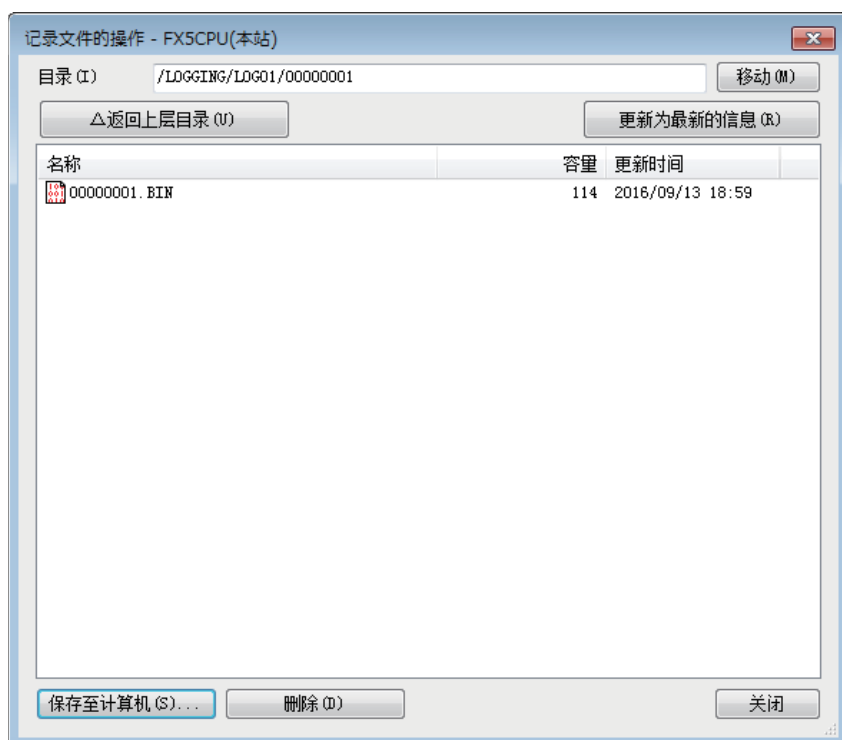 记录文件的操作 - FX5CPU(本站)
目录(I) /LOGGING/LOG01/00000001 移动(M)
△返回上层目录(U) 更新为最新的信息(R)
名称 容量 更新时间
00000001.BIN 114 2016/09/13 18:59
保存至计算机(S)... 删除(D) 关闭